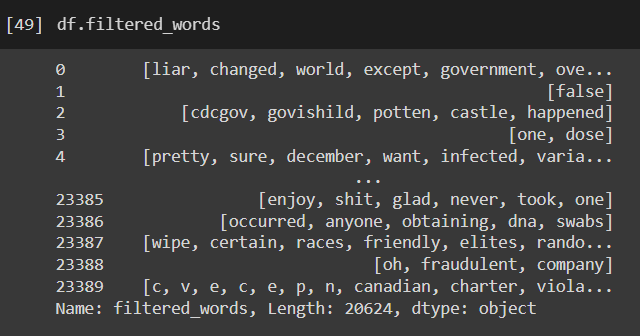 [49] df.filtered_words
0 [liar, changed, world, except, government, ove...
1 [false]
2 [cdcgov, govishild, potten, castle, happened]
3 [one, dose]
4 [pretty, sure, december, want, infected, varia...
...
23385 [enjoy, shit, glad, never, took, one]
23386 [occurred, anyone, obtaining, dna, swabs]
23387 [wipe, certain, races, friendly, elites, rando...
23388 [oh, fraudulent, company]
23389 [c, v, e, c, e, p, n, canadian, charter, viola...
Name: filtered_words, Length: 20624, dtype: object